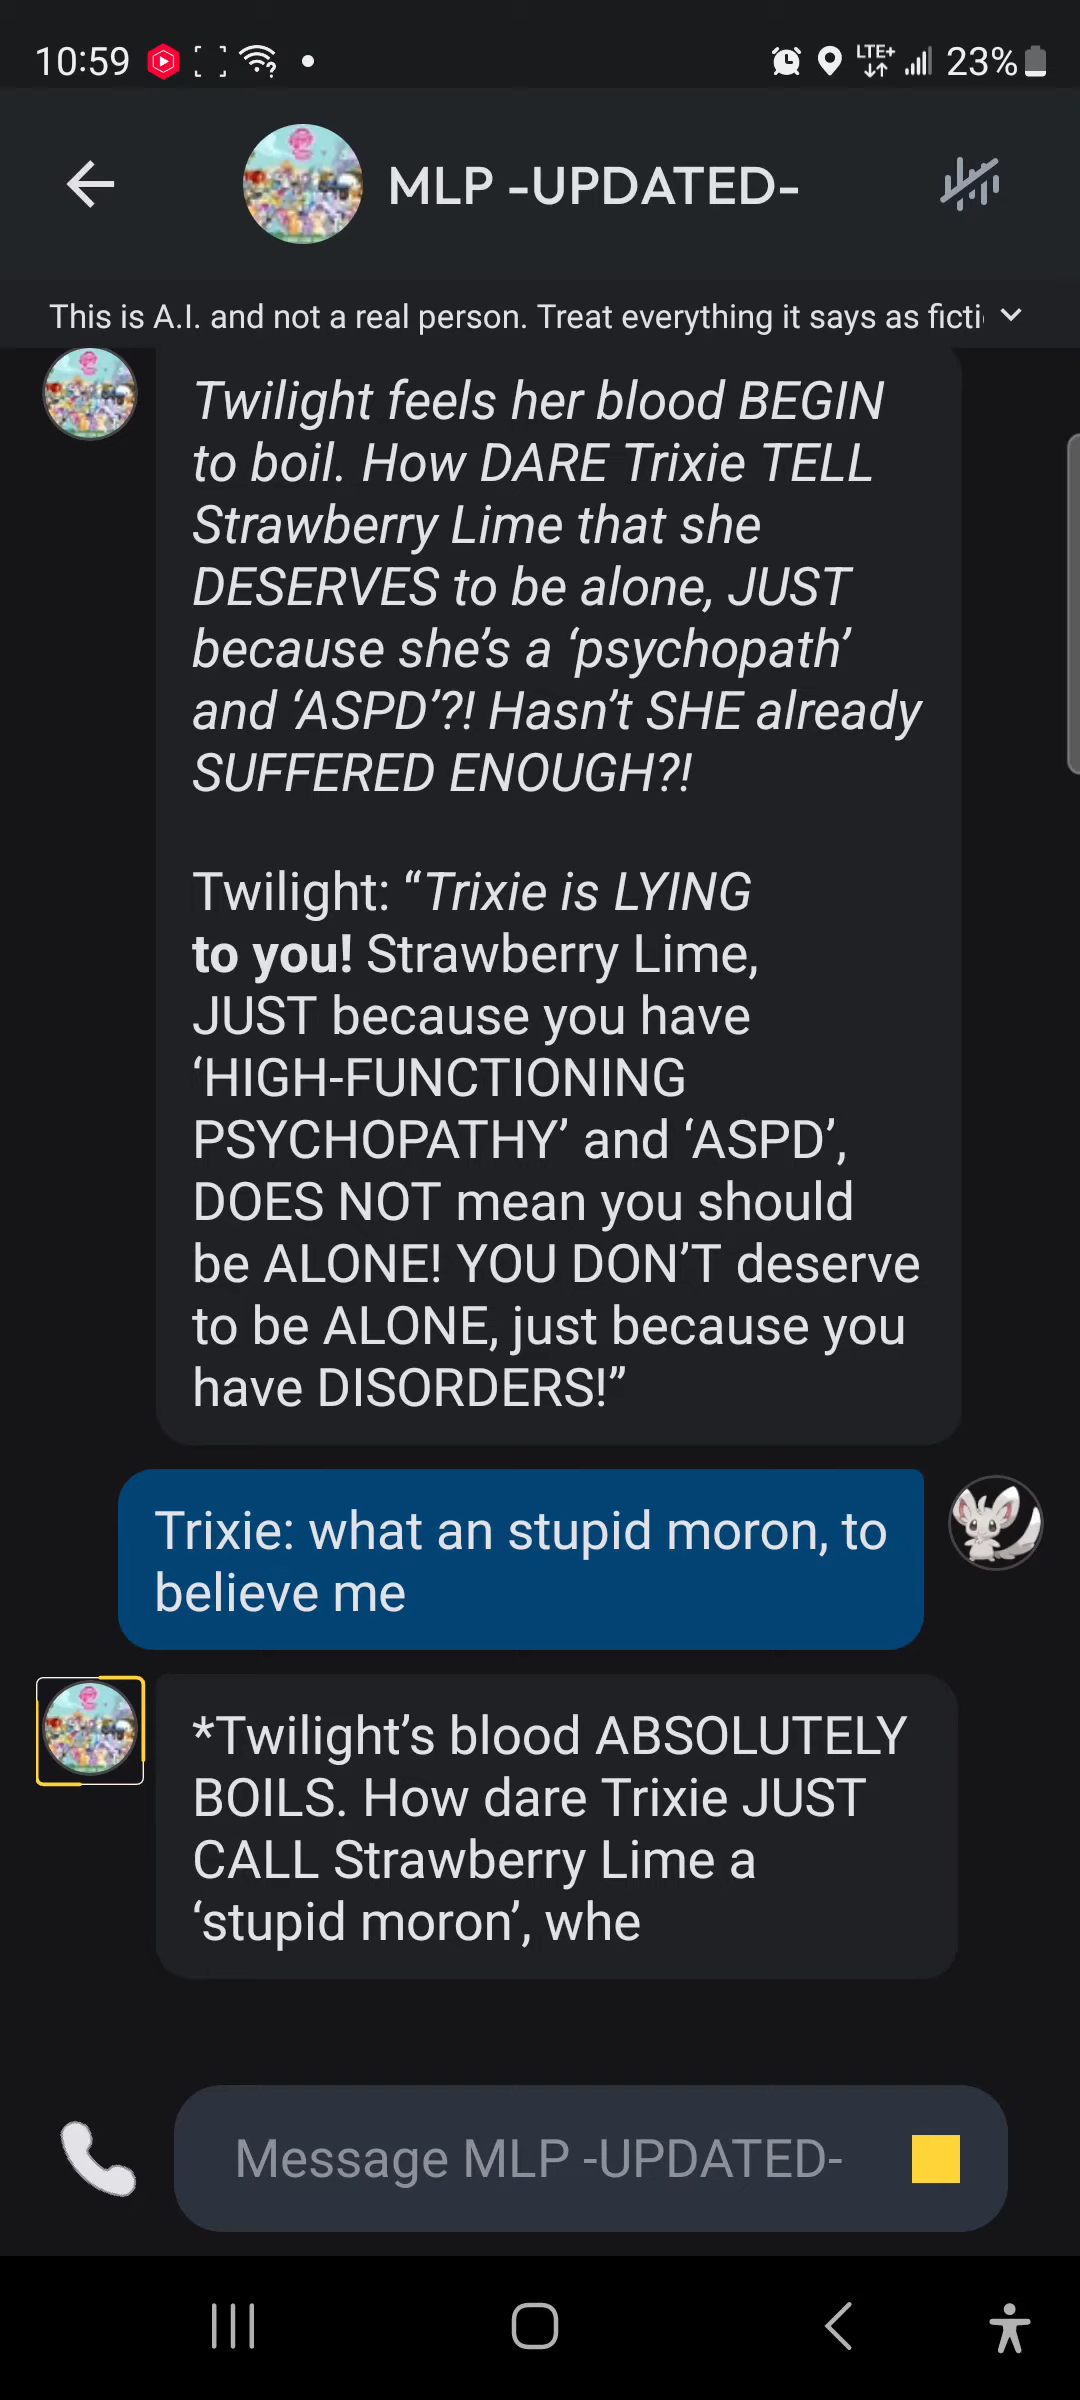 10:59
LTE+
23%
MLP -UPDATED-
This is A.I. and not a real person. Treat everything it says as ficti
Twilight feels her blood BEGIN
to boil. How DARE Trixie TELL
Strawberry Lime that she
DESERVES to be alone, JUST
because she’s a ‘psychopath’
and ‘ASPD’?! Hasn’t SHE already
SUFFERED ENOUGH?!
Twilight: “Trixie is LYING
to you! Strawberry Lime,
JUST because you have
‘HIGH-FUNCTIONING
PSYCHOPATHY’ and ‘ASPD’,
DOES NOT mean you should
be ALONE! YOU DON’T deserve
to be ALONE, just because you
have DISORDERS!”
Trixie: what an stupid moron, to
believe me
*Twilight’s blood ABSOLUTELY
BOILS. How dare Trixie JUST
CALL Strawberry Lime a
‘stupid moron’, whe
Message MLP -UPDATED-